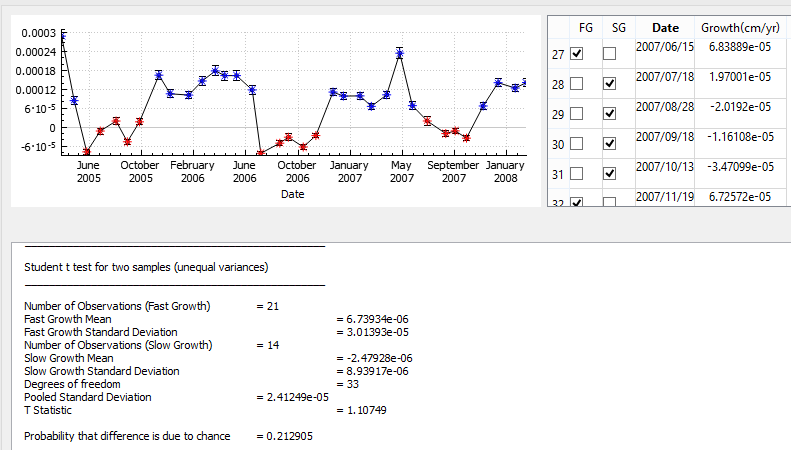 0.0003
0.00024
0.00018
0.00012
6·10-5
0
-6·10-5
June October February June October January May September January
2005 2005 2006 2006 2006 2007 2007 2007 2008
Date
FG SG Date Growth(cm/yr)
27 2007/06/15 6.83889e-05
28 2007/07/18 1.97001e-05
29 2007/08/28 -2.0192e-05
30 2007/09/18 -1.16108e-05
31 2007/10/13 -3.47099e-05
32 2007/11/19 6.72572e-05
Student t test for two samples (unequal variances)
Number of Observations (Fast Growth) = 21
Fast Growth Mean = 6.73934e-06
Fast Growth Standard Deviation = 3.01393e-05
Number of Observations (Slow Growth) = 14
Slow Growth Mean = -2.47928e-06
Slow Growth Standard Deviation = 8.93917e-06
Degrees of freedom = 33
Pooled Standard Deviation = 2.41249e-05
T Statistic = 1.10749
Probability that difference is due to chance = 0.212905